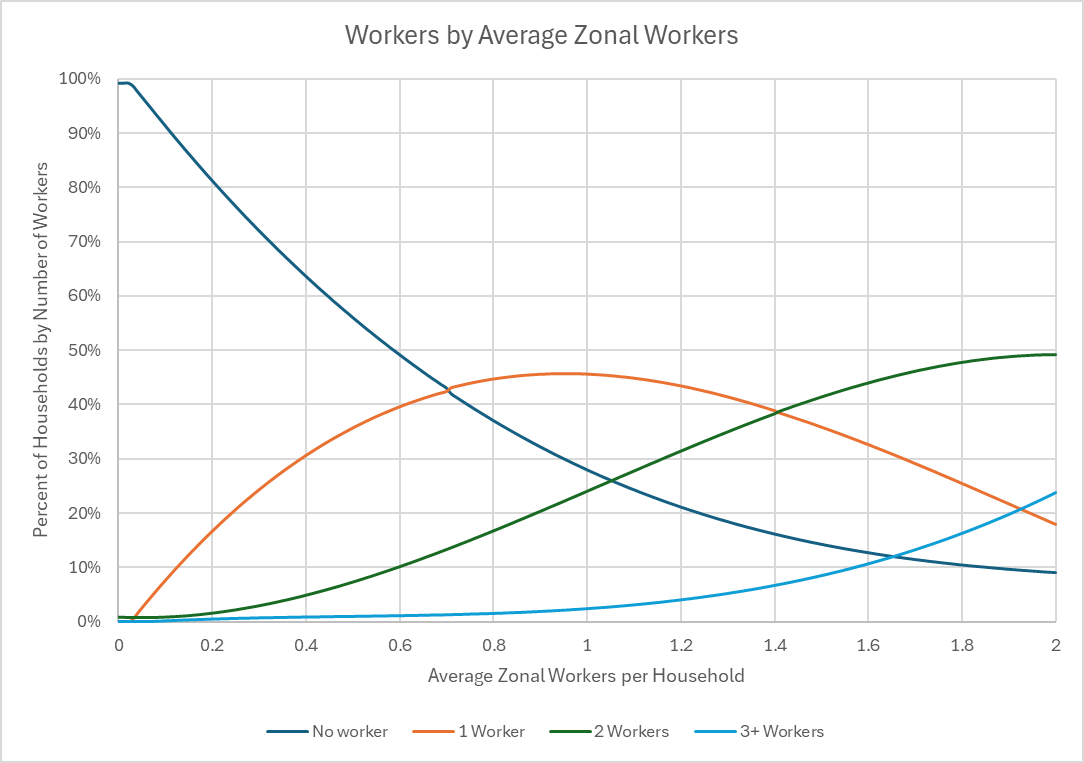 Workers by Average Zonal Workers
Percent of Households by Number of Workers
100%
90%
80%
70%
60%
50%
40%
30%
20%
10%
0%
0 0.2 0.4 0.6 0.8 1 1.2 1.4 1.6 1.8 2
Average Zonal Workers per Household
No worker 1 Worker 2 Workers 3+ Workers